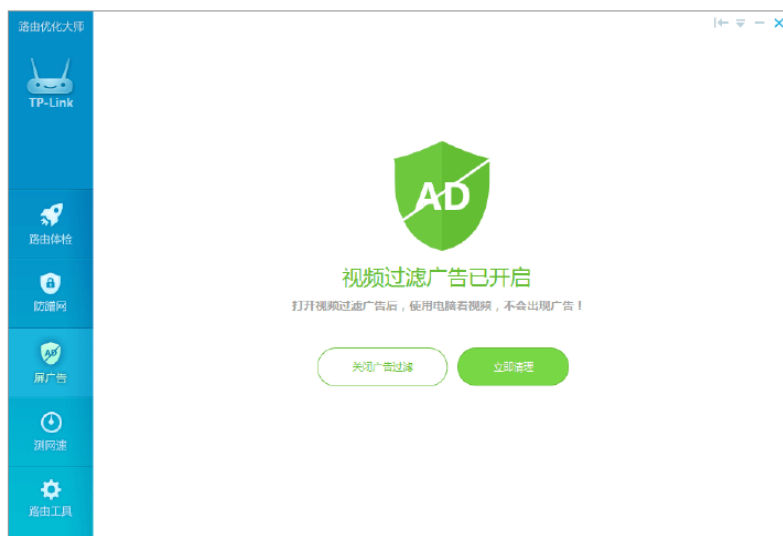 路由优化大师
TP-Link
路由体检
防蹭网
AD
屏广告
测网速
路由工具
AD
视频过滤广告已开启
打开视频过滤广告后，使用电脑看视频，不会出现广告！
关闭广告过滤
立即清理